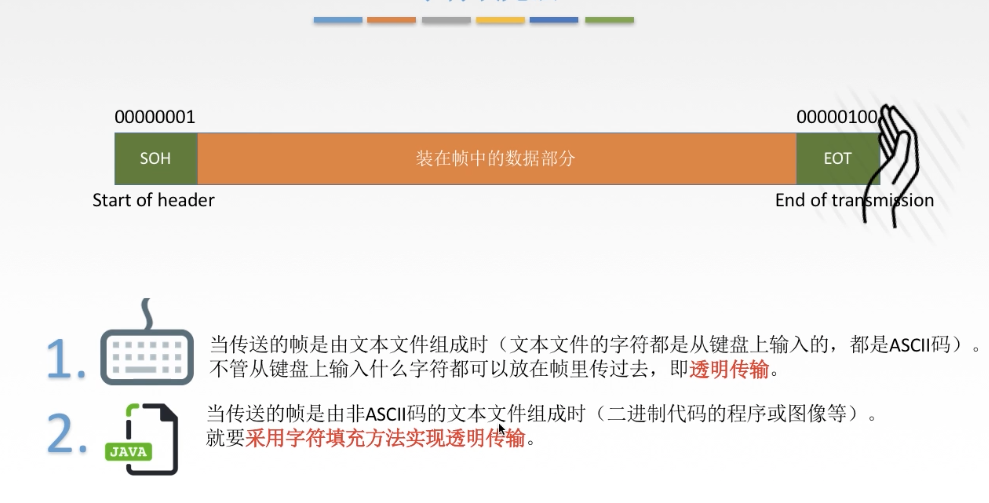 00000001
00000100
SOH
装在帧中的数据部分
EOT
Start of header
End of transmission
1.
当传送的帧是由文本文件组成时（文本文件的字符都是从键盘上输入的，都是ASCII码）。
不管从键盘上输入什么字符都可以放在帧里传过去，即透明传输。
2.
JAVA
当传送的帧是由非ASCII码的文本文件组成时（二进制代码的程序或图像等）。
就要采用字符填充方法实现透明传输。